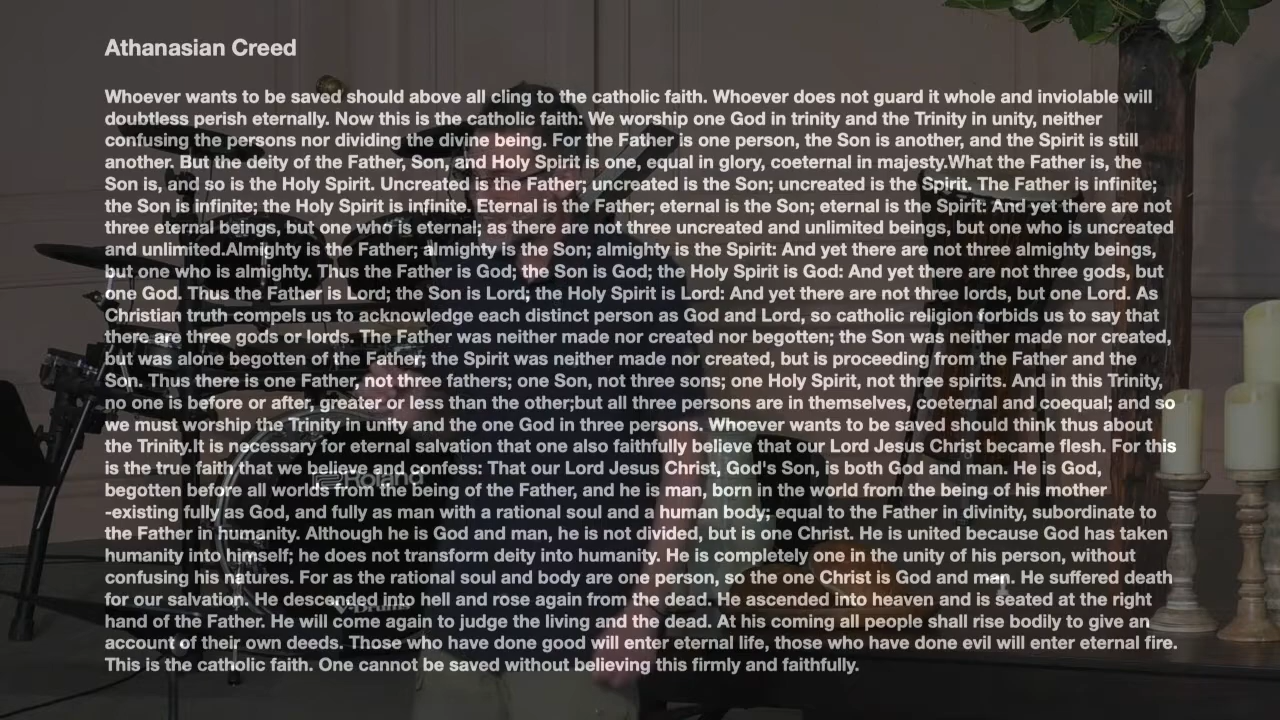 Athanasian Creed
Whoever wants to be saved should above all cling to the catholic faith. Whoever does not guard it whole and inviolable will
doubtless perish eternally. Now this is the catholic faith: We worship one God in trinity and the Trinity in unity, neither
confusing the persons nor dividing the divine being. For the Father is one person, the Son is another, and the Spirit is still
another. But the deity of the Father, Son, and Holy Spirit is one, equal in glory, coeternal in majesty.What the Father is, the
Son is, and so is the Holy Spirit. Uncreated is the Father; uncreated is the Son; uncreated is the Spirit. The Father is infinite;
the Son is infinite; the Holy Spirit is infinite. Eternal is the Father; eternal is the Son; eternal is the Spirit: And yet there are not
three eternal beings, but one who is eternal; as there are not three uncreated and unlimited beings, but one who is uncreated
and unlimited.Almighty is the Father; almighty is the Son; almighty is the Spirit: And yet there are not three almighty beings,
but one who is almighty. Thus the Father is God; the Son is God; the Holy Spirit is God: And yet there are not three gods, but
one God. Thus the Father is Lord; the Son is Lord; the Holy Spirit is Lord: And yet there are not three lords, but one Lord. As
Christian truth compels us to acknowledge each distinct person as God and Lord, so catholic religion forbids us to say that
there are three gods or lords. The Father was neither made nor created nor begotten; the Son was neither made nor created,
but was alone begotten of the Father; the Spirit was neither made nor created, but is proceeding from the Father and the
Son. Thus there is one Father, not three fathers; one Son, not three sons; one Holy Spirit, not three spirits. And in this Trinity,
no one is before or after, greater or less than the other;but all three persons are in themselves, coeternal and coequal; and so
we must worship the Trinity in unity and the one God in three persons. Whoever wants to be saved should think thus about
the Trinity.It is necessary for eternal salvation that one also faithfully believe that our Lord Jesus Christ became flesh. For this
is the true faith that we believe and confess: That our Lord Jesus Christ, God's Son, is both God and man. He is God,
begotten before all worlds from the being of the Father, and he is man, born in the world from the being of his mother
-existing fully as God, and fully as man with a rational soul and a human body; equal to the Father in divinity, subordinate to
the Father in humanity. Although he is God and man, he is not divided, but is one Christ. He is united because God has taken
humanity into himself; he does not transform deity into humanity. He is completely one in the unity of his person, without
confusing his natures. For as the rational soul and body are one person, so the one Christ is God and man. He suffered death
for our salvation. He descended into hell and rose again from the dead. He ascended into heaven and is seated at the right
hand of the Father. He will come again to judge the living and the dead. At his coming all people shall rise bodily to give an
account of their own deeds. Those who have done good will enter eternal life, those who have done evil will enter eternal fire.
This is the catholic faith. One cannot be saved without believing this firmly and faithfully.
Roland
V-Drums